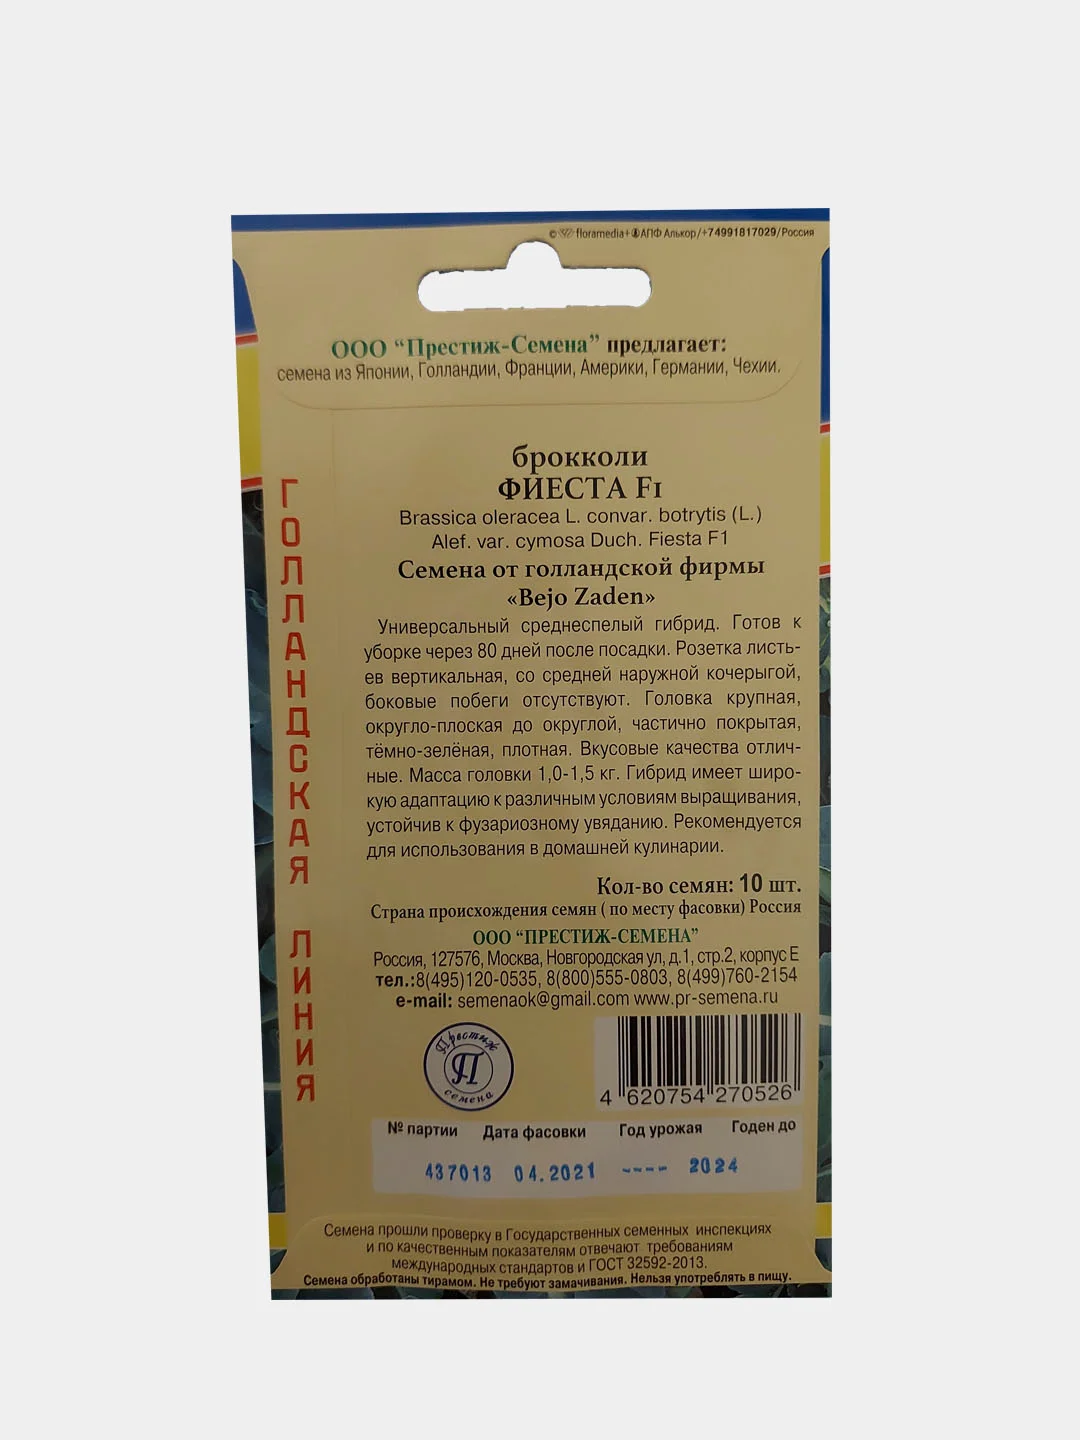 © floramedia+ АПФ Алькор/+74991817029/Россия
ООО “Престиж-Семена” предлагает:
семена из Японии, Голландии, Франции, Америки, Германии, Чехии.
ГОЛЛАНДСКАЯ ЛИНИЯ
брокколи
ФИЕСТА F1
Brassica oleracea L. convar. botrytis (L.)
Alef. var. cymosa Duch. Fiesta F1
Семена от голландской фирмы
«Bejo Zaden»
Универсальный среднеспелый гибрид. Готов к
уборке через 80 дней после посадки. Розетка листь-
ев вертикальная, со средней наружной кочерыгой,
боковые побеги отсутствуют. Головка крупная,
округло-плоская до округлой, частично покрытая,
тёмно-зелёная, плотная. Вкусовые качества отлич-
ные. Масса головки 1,0-1,5 кг. Гибрид имеет широ-
кую адаптацию к различным условиям выращивания,
устойчив к фузариозному увяданию. Рекомендуется
для использования в домашней кулинарии.
Кол-во семян: 10 шт.
Страна происхождения семян ( по месту фасовки) Россия
ООО “ПРЕСТИЖ-СЕМЕНА”
Россия, 127576, Москва, Новгородская ул, д.1, стр.2, корпус Е
тел.:8(495)120-0535, 8(800)555-0803, 8(499)760-2154
e-mail: semenaok@gmail.com www.pr-semena.ru
Престиж
П
семена
4 620754 270526
№ партии Дата фасовки Год урожая Годен до
437013 04.2021 ---- 2024
Семена прошли проверку в Государственных семенных инспекциях
и по качественным показателям отвечают требованиям
международных стандартов и ГОСТ 32592-2013.
Семена обработаны тирамом. Не требуют замачивания. Нельзя употреблять в пищу.